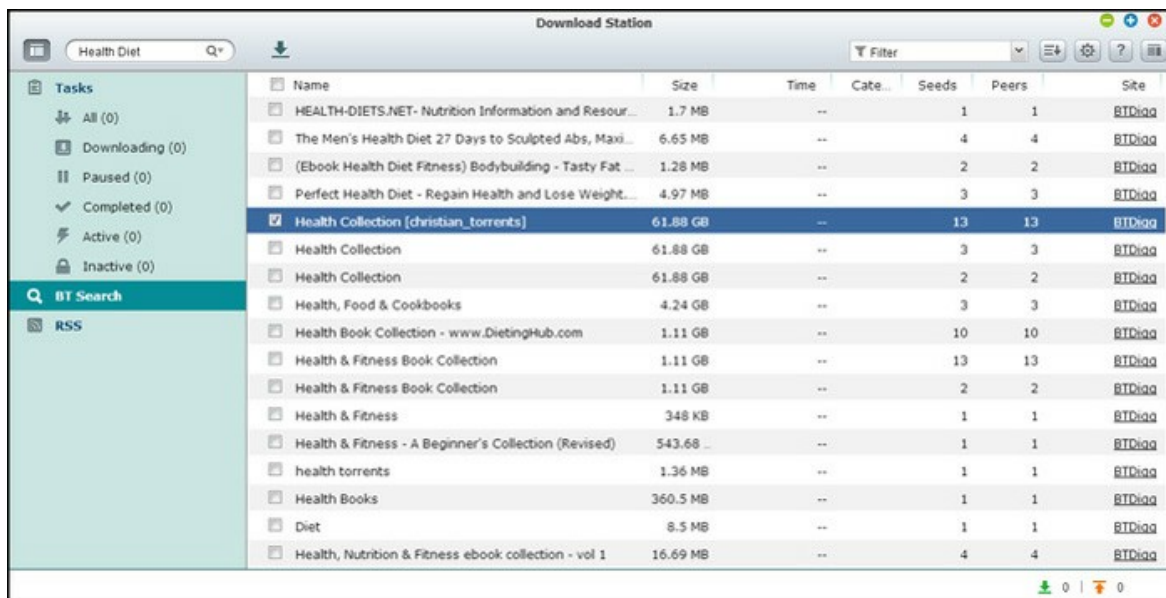 Download Station
Health Diet
Filter
?
Tasks
All (0)
Downloading (0)
Paused (0)
Completed (0)
Active (0)
Inactive (0)
BT Search
RSS
Name Size Time Cate... Seeds Peers Site
HEALTH-DIETS.NET- Nutrition Information and Resour... 1.7 MB -- 1 1 BTDigg
The Men's Health Diet 27 Days to Sculpted Abs, Maxi... 6.65 MB -- 4 4 BTDigg
(Ebook Health Diet Fitness) Bodybuilding - Tasty Fat ... 1.28 MB -- 2 2 BTDigg
Perfect Health Diet - Regain Health and Lose Weight.... 4.97 MB -- 3 3 BTDigg
Health Collection [christian_torrents] 61.88 GB -- 13 13 BTDigg
Health Collection 61.88 GB -- 3 3 BTDigg
Health Collection 61.88 GB -- 2 2 BTDigg
Health, Food & Cookbooks 4.24 GB -- 3 3 BTDigg
Health Book Collection - www.DietingHub.com 1.11 GB -- 10 10 BTDigg
Health & Fitness Book Collection 1.11 GB -- 13 13 BTDigg
Health & Fitness Book Collection 1.11 GB -- 2 2 BTDigg
Health & Fitness 348 KB -- 1 1 BTDigg
Health & Fitness - A Beginner's Collection (Revised) 543.68 .. -- 1 1 BTDigg
health torrents 1.36 MB -- 1 1 BTDigg
Health Books 360.5 MB -- 1 1 BTDigg
Diet 8.5 MB -- 1 1 BTDigg
Health, Nutrition & Fitness ebook collection - vol 1 16.69 MB -- 4 4 BTDigg
0 | 0